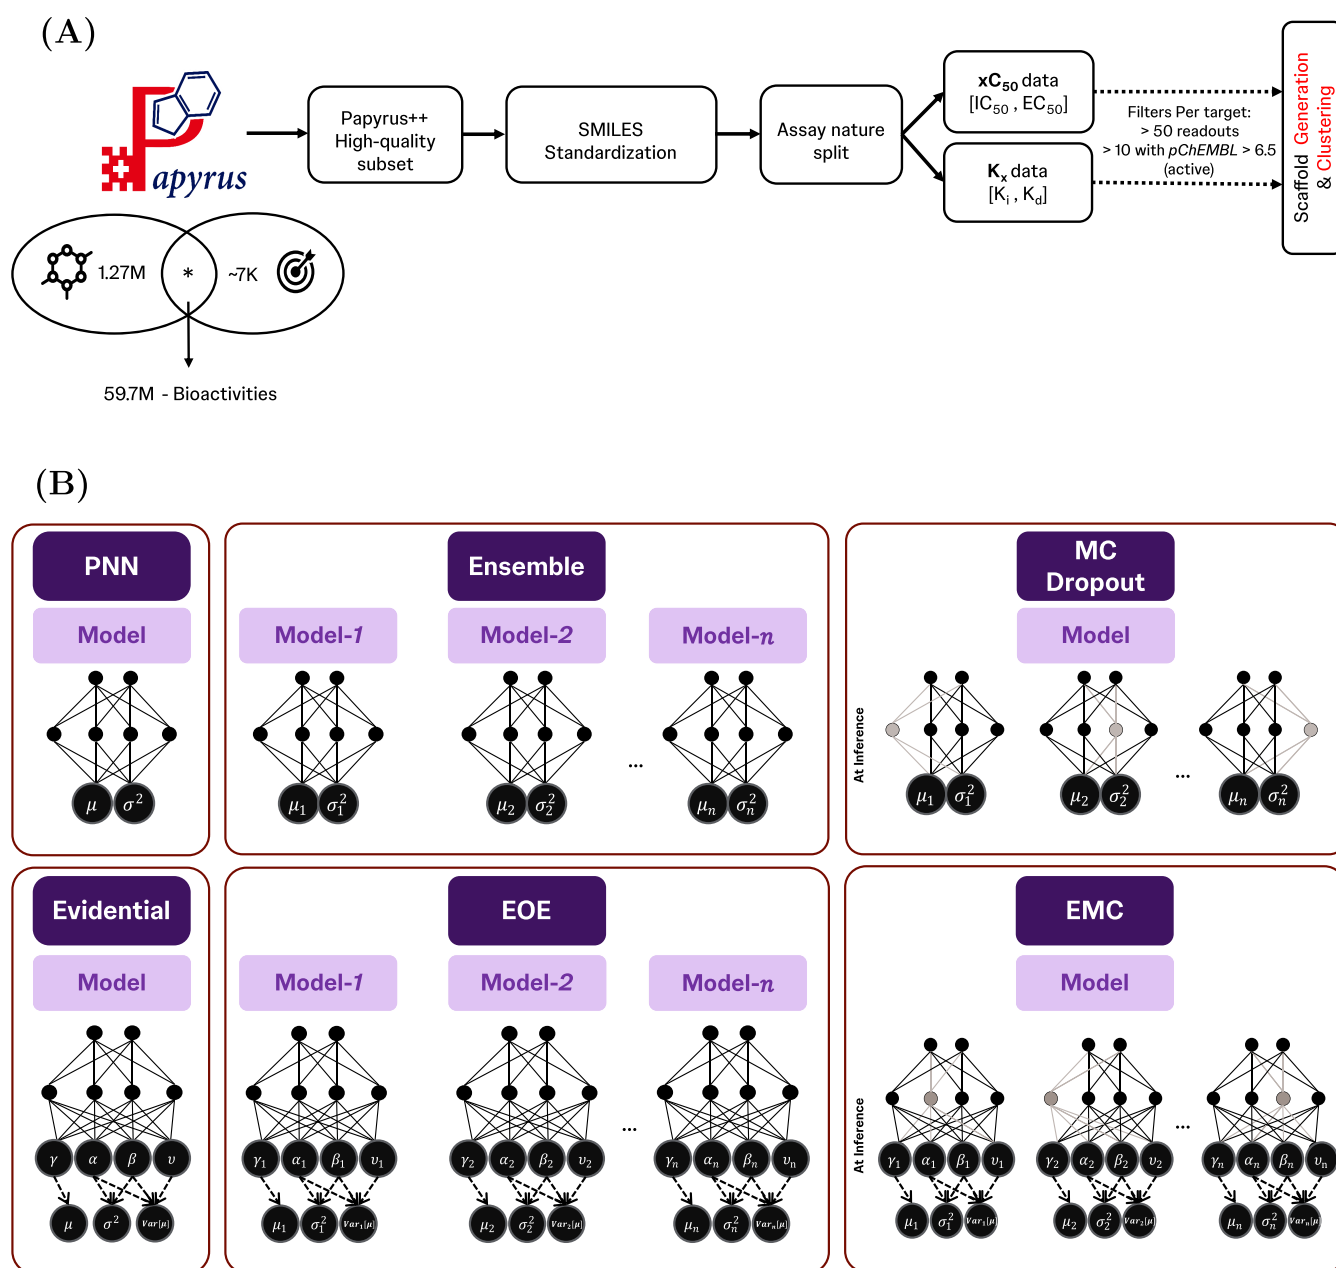 (A)
Papyrus
1.27M
*
~7K
59.7M - Bioactivities
Papyrus++
High-quality
subset
SMILES
Standardization
Assay nature
split
xC50 data
[IC50 , EC50]
Kx data
[Ki , Kd]
Filters Per target:
> 50 readouts
> 10 with pChEMBL > 6.5
(active)
Scaffold Generation
& Clustering
(B)
PNN
Model
μ σ²
Ensemble
Model-1 Model-2 Model-n
...
μ₁ σ₁² μ₂ σ₂² μₙ σₙ²
MC
Dropout
Model
At Inference
...
μ₁ σ₁² μ₂ σ₂² μₙ σₙ²
Evidential
Model
γ α β υ
μ σ² Var[μ]
EOE
Model-1 Model-2 Model-n
...
γ₁ α₁ β₁ υ₁ γ₂ α₂ β₂ υ₂ γₙ αₙ βₙ υₙ
μ₁ σ₁² Var₁[μ] μ₂ σ₂² Var₂[μ] μₙ σₙ² Varₙ[μ]
EMC
Model
At Inference
...
γ₁ α₁ β₁ υ₁ γ₂ α₂ β₂ υ₂ γₙ αₙ βₙ υₙ
μ₁ σ₁² Var₁[μ] μ₂ σ₂² Var₂[μ] μₙ σₙ² Varₙ[μ]